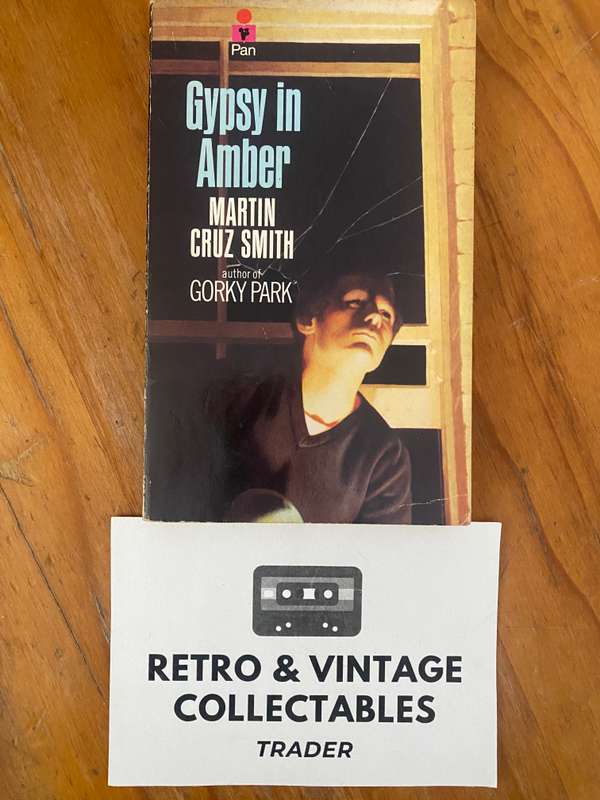 Pan
Gypsy in
Amber
MARTIN
CRUZ SMITH
author of
GORKY PARK
RETRO & VINTAGE
COLLECTABLES
TRADER